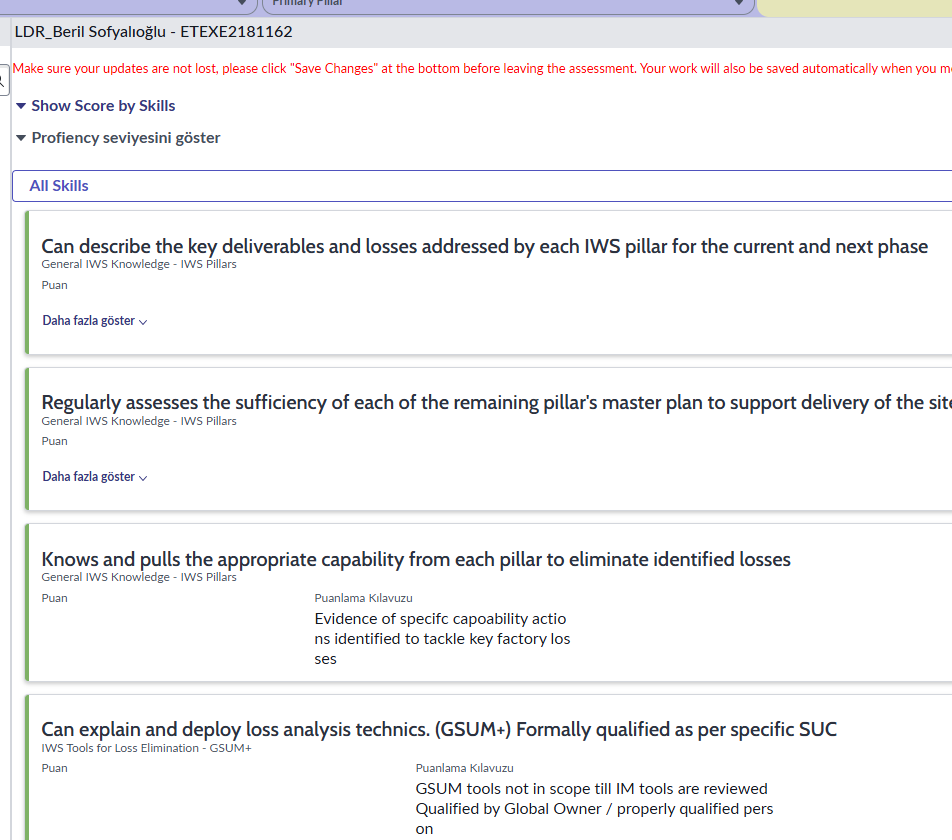 Primary Pillar
LDR_Beril Sofyalıoğlu - ETEXE2181162
Make sure your updates are not lost, please click "Save Changes" at the bottom before leaving the assessment. Your work will also be saved automatically when you
Show Score by Skills
Profiency seviyesini göster
All Skills
Can describe the key deliverables and losses addressed by each IWS pillar for the current and next phase
General IWS Knowledge - IWS Pillars
Puan
Daha fazla göster
Regularly assesses the sufficiency of each of the remaining pillar's master plan to support delivery of the site
General IWS Knowledge - IWS Pillars
Puan
Daha fazla göster
Knows and pulls the appropriate capability from each pillar to eliminate identified losses
General IWS Knowledge - IWS Pillars
Puan
Puanlama Kılavuzu
Evidence of specifc capoability actio
ns identified to tackle key factory los
ses
Can explain and deploy loss analysis technics. (GSUM+) Formally qualified as per specific SUC
IWS Tools for Loss Elimination - GSUM+
Puan
Puanlama Kılavuzu
GSUM tools not in scope till IM tools are reviewed
Qualified by Global Owner / properly qualified pers
on